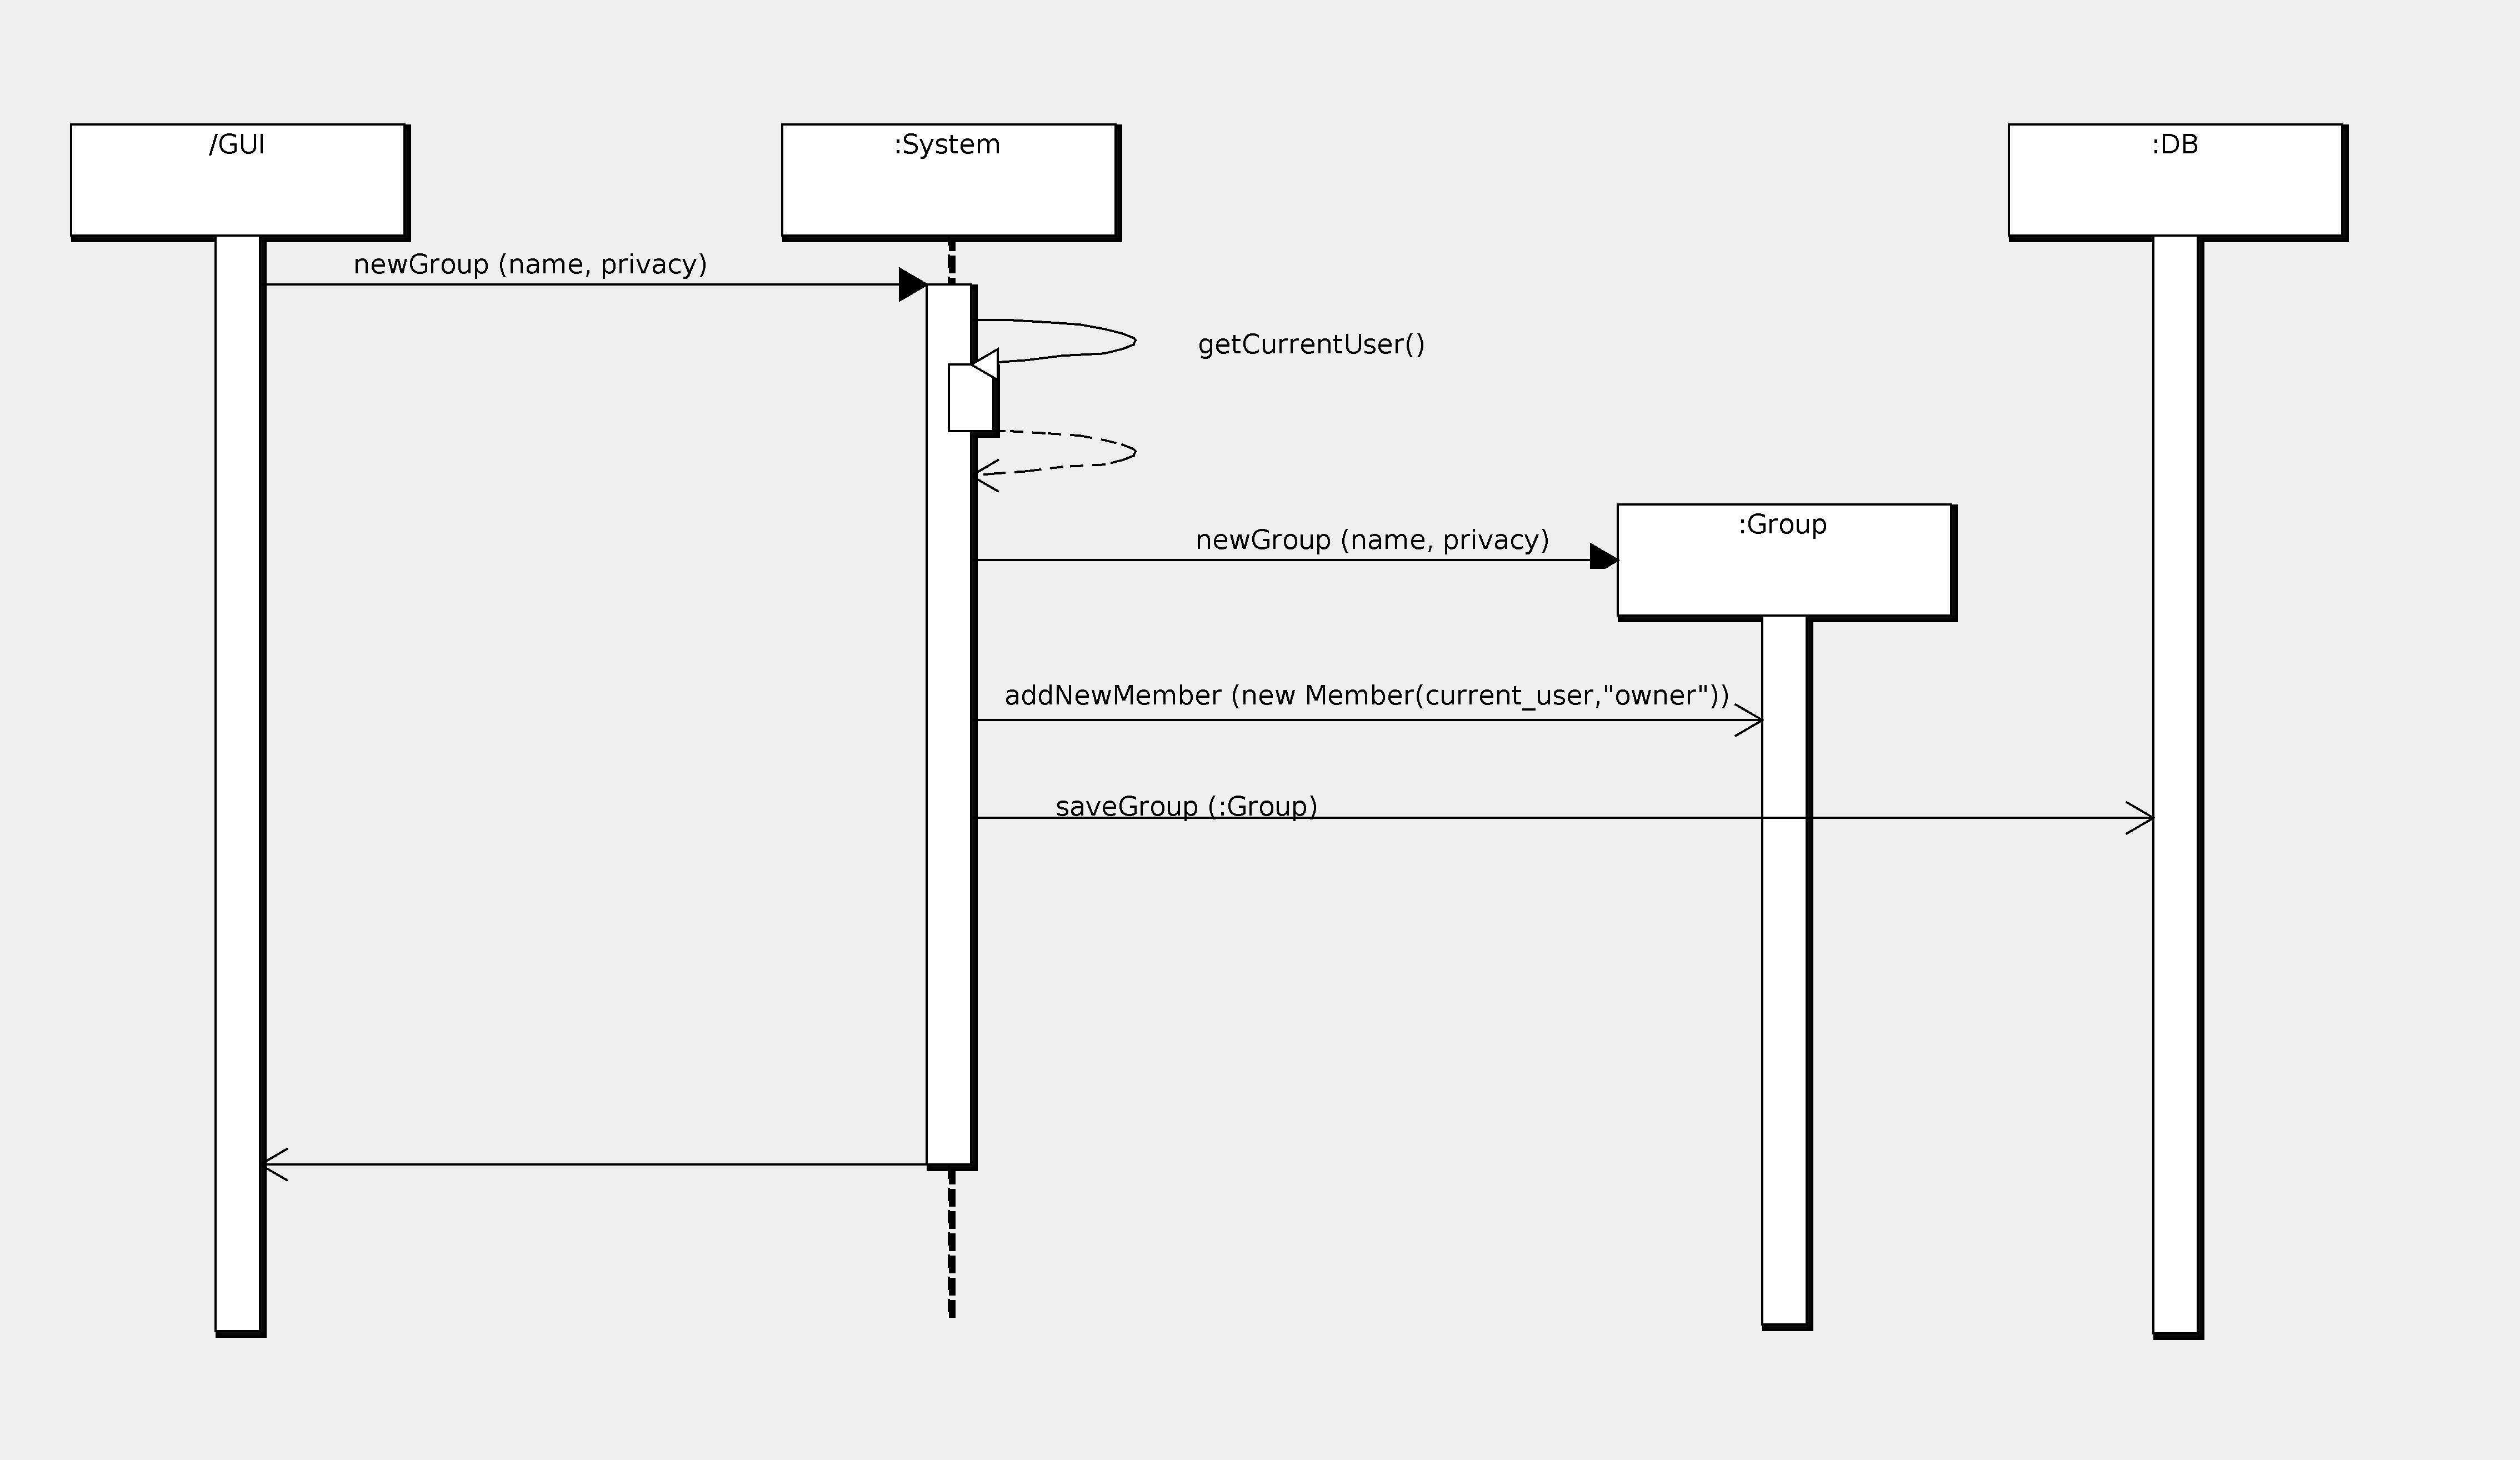 /GUI
:System
:DB
newGroup (name, privacy)
getCurrentUser()
:Group
newGroup (name, privacy)
addNewMember (new Member(current_user,"owner"))
saveGroup (:Group)